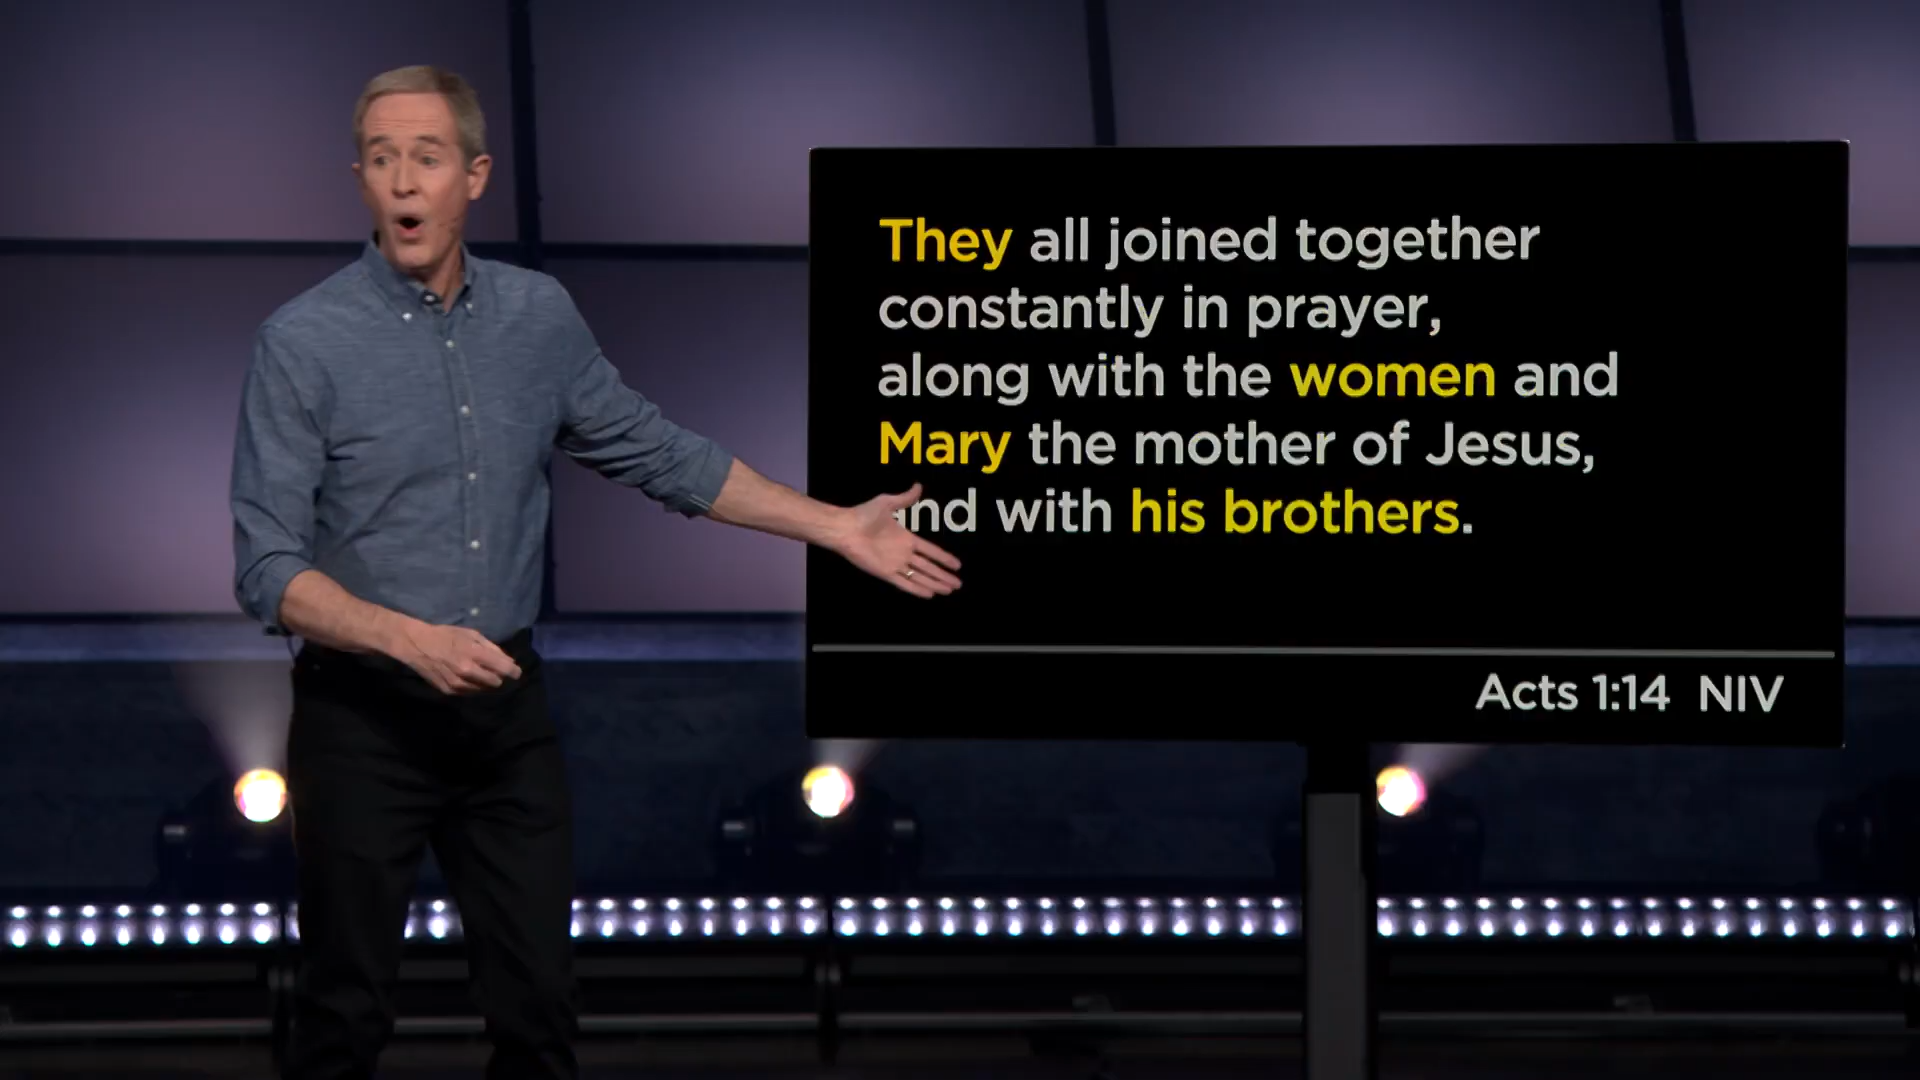 They all joined together
constantly in prayer,
along with the women and
Mary the mother of Jesus,
and with his brothers.
Acts 1:14 NIV